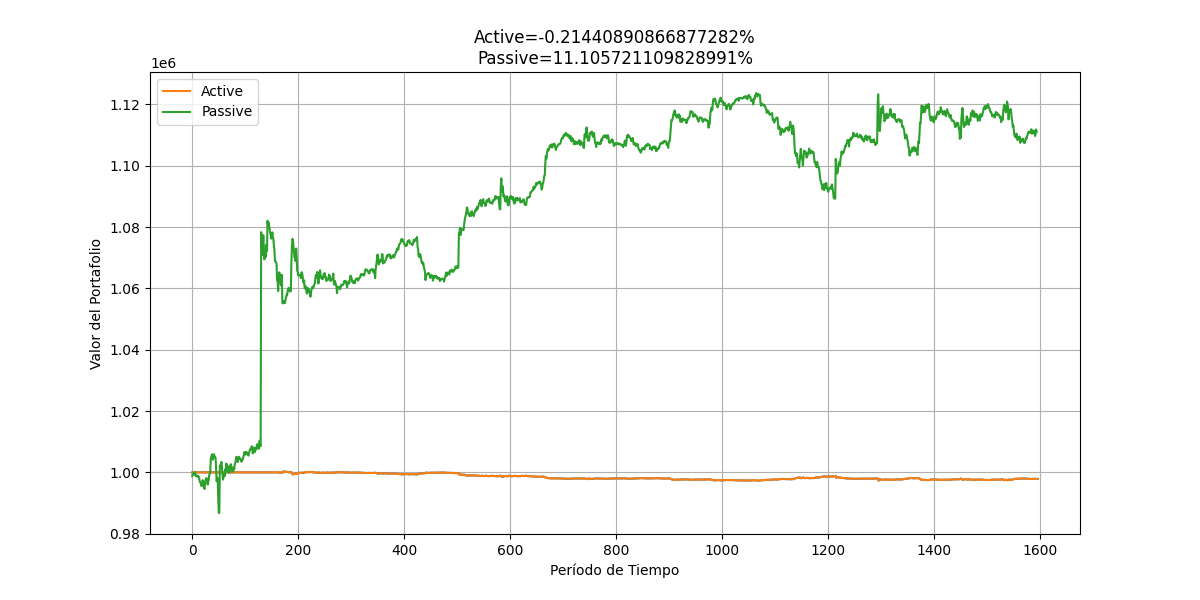 Active=-0.21440890866877282%
Passive=11.105721109828991%
1e6
Active
Passive
1.12
1.10
1.08
1.06
1.04
1.02
1.00
0.98
Valor del Portafolio
0 200 400 600 800 1000 1200 1400 1600
Período de Tiempo